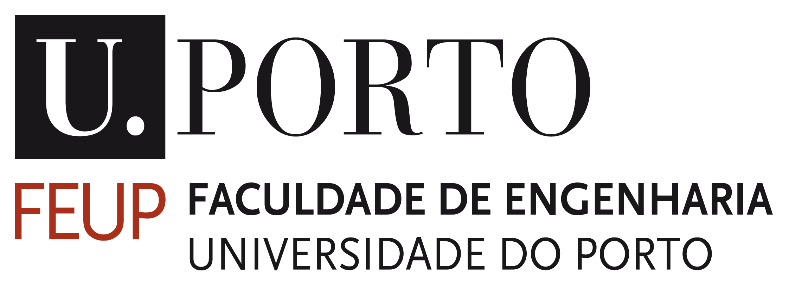 U. PORTO
FEUP FACULDADE DE ENGENHARIA
UNIVERSIDADE DO PORTO